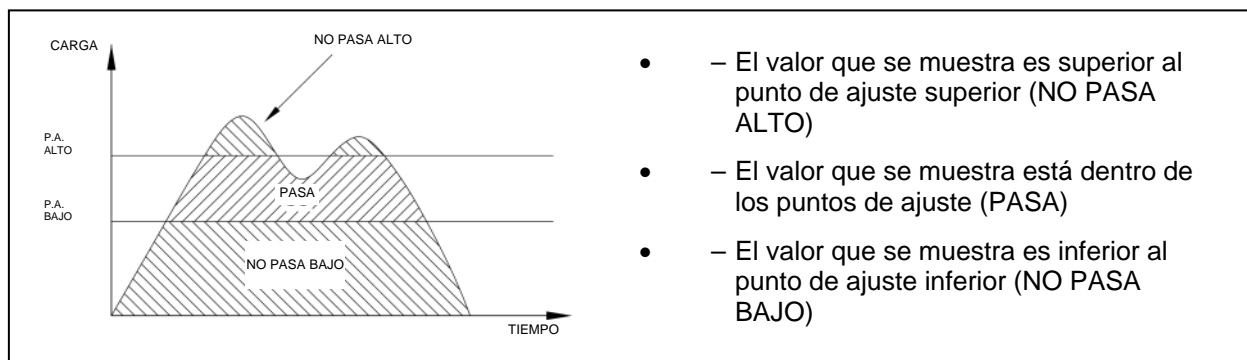 NO PASA ALTO
CARGA
P.A.
ALTO
PASA
P.A.
BAJO
NO PASA BAJO
TIEMPO
• – El valor que se muestra es superior al
punto de ajuste superior (NO PASA
ALTO)
• – El valor que se muestra está dentro de
los puntos de ajuste (PASA)
• – El valor que se muestra es inferior al
punto de ajuste inferior (NO PASA
BAJO)